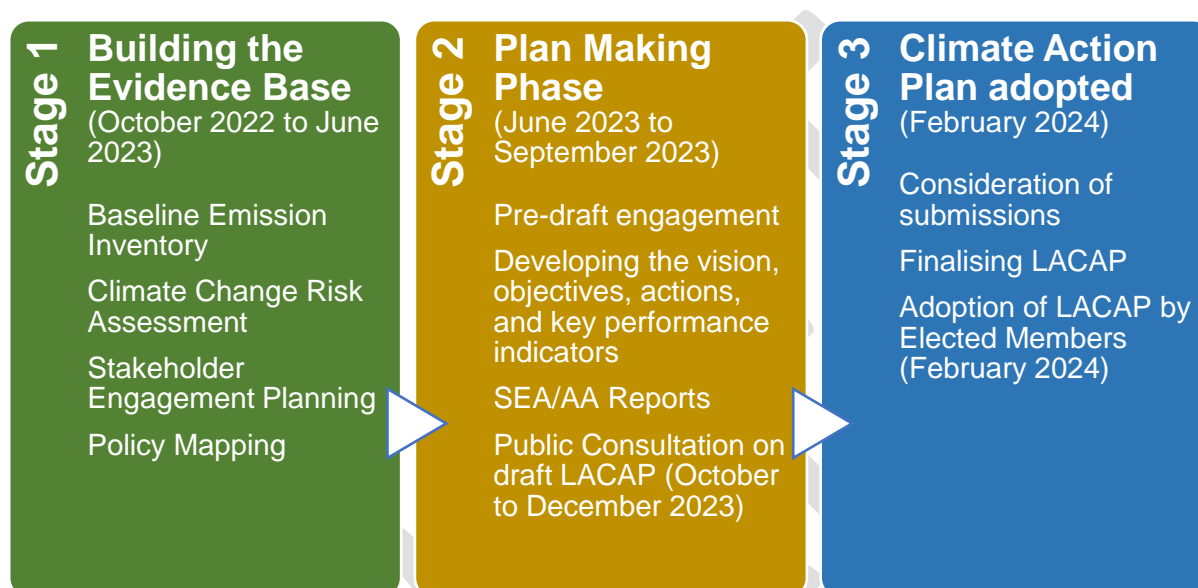 Stage 1
Building the
Evidence Base
(October 2022 to June
2023)
Baseline Emission
Inventory
Climate Change Risk
Assessment
Stakeholder
Engagement Planning
Policy Mapping
Stage 2
Plan Making
Phase
(June 2023 to
September 2023)
Pre-draft engagement
Developing the vision,
objectives, actions,
and key performance
indicators
SEA/AA Reports
Public Consultation on
draft LACAP (October
to December 2023)
Stage 3
Climate Action
Plan adopted
(February 2024)
Consideration of
submissions
Finalising LACAP
Adoption of LACAP by
Elected Members
(February 2024)